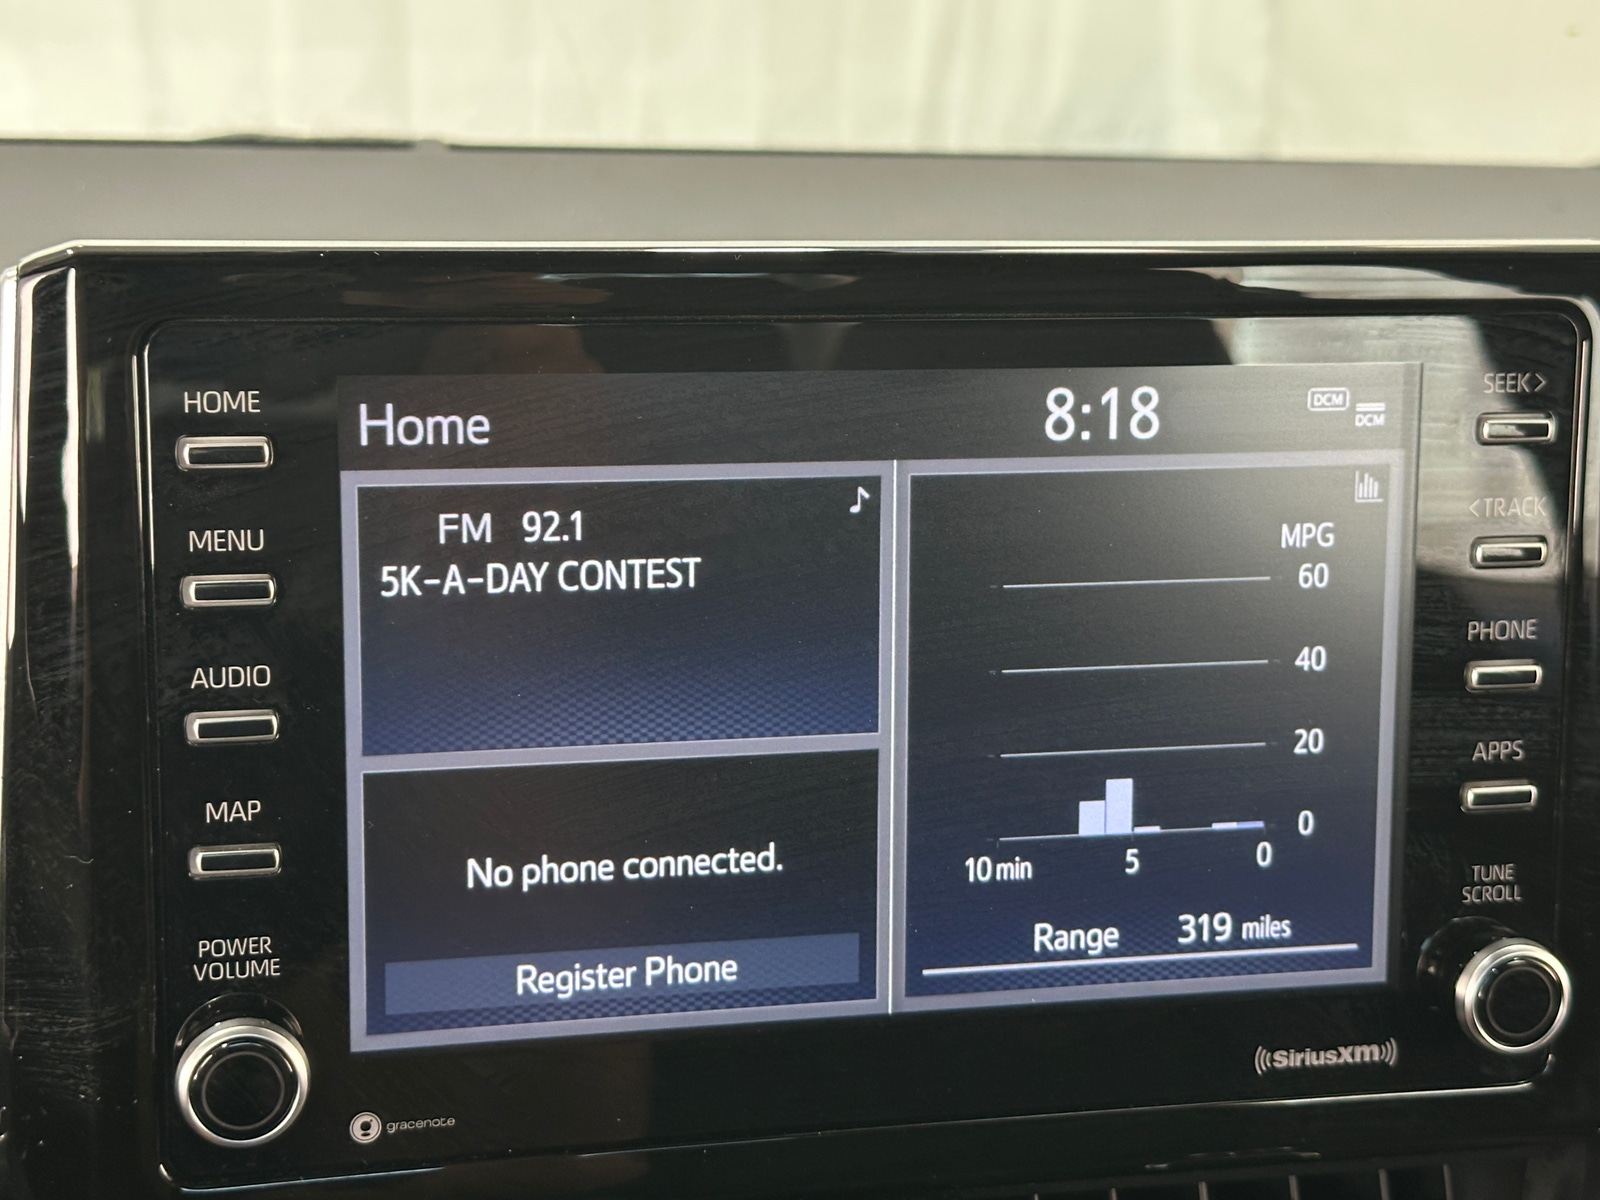 HOME
MENU
AUDIO
MAP
POWER
VOLUME
Home
8:18
DCM
DCM
FM 92.1
5K-A-DAY CONTEST
No phone connected.
Register Phone
MPG
60
40
20
0
10 min 5 0
Range 319 miles
SEEK>
<TRACK
PHONE
APPS
TUNE
SCROLL
gracenote
((SiriusXM))